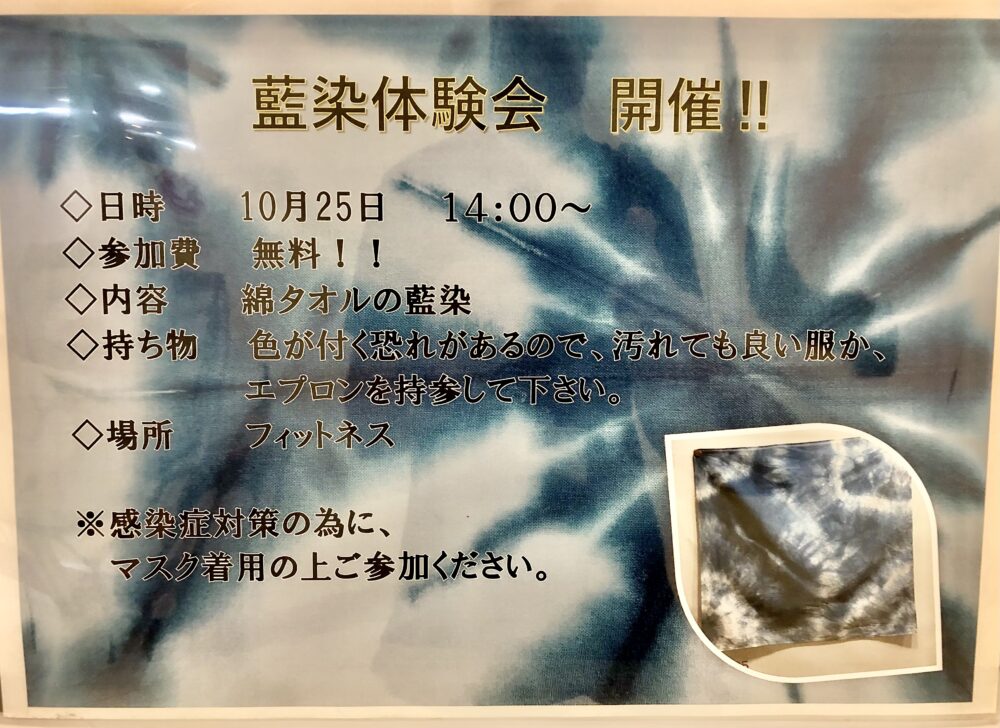 藍染体験会　開催!!
◇日時　10月25日　14:00～
◇参加費　無料！！
◇内容　綿タオルの藍染
◇持ち物　色が付く恐れがあるので、汚れても良い服か、
エプロンを持参して下さい。
◇場所　フィットネス
※感染症対策の為に、
マスク着用の上ご参加ください。